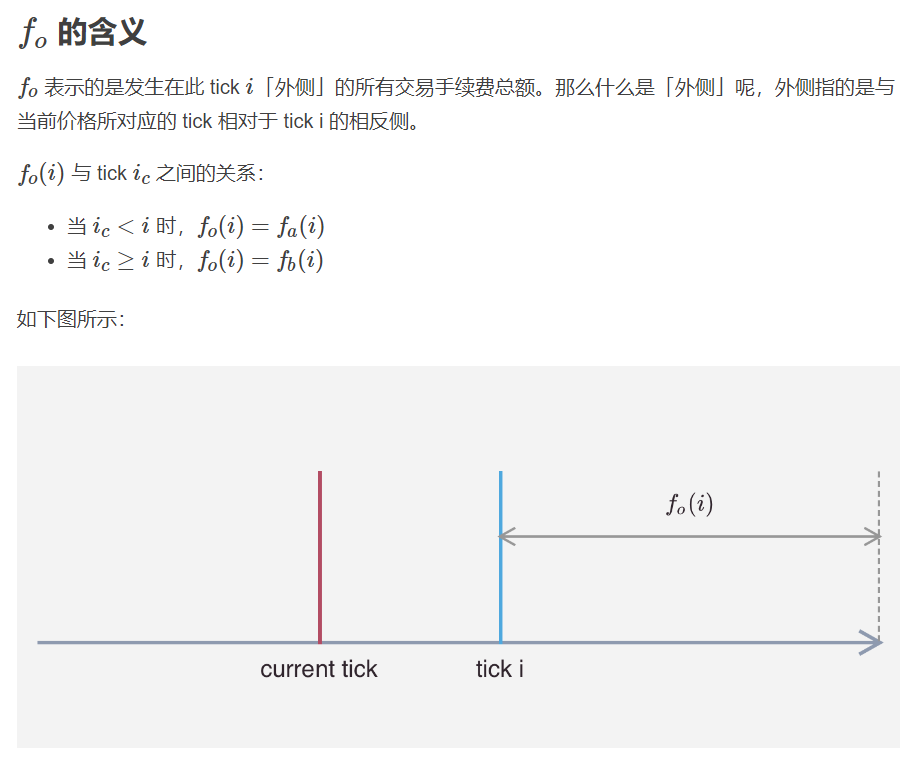 $f_o$ 的含义
$f_o$ 表示的是发生在此 tick $i$「外侧」的所有交易手续费总额。那么什么是「外侧」呢，外侧指的是与
当前价格所对应的 tick 相对于 tick i 的相反侧。
$f_o(i)$ 与 tick $i_c$ 之间的关系：
• 当 $i_c < i$ 时，$f_o(i) = f_a(i)$
• 当 $i_c \geq i$ 时，$f_o(i) = f_b(i)$
如下图所示：
$f_o(i)$
current tick
tick i